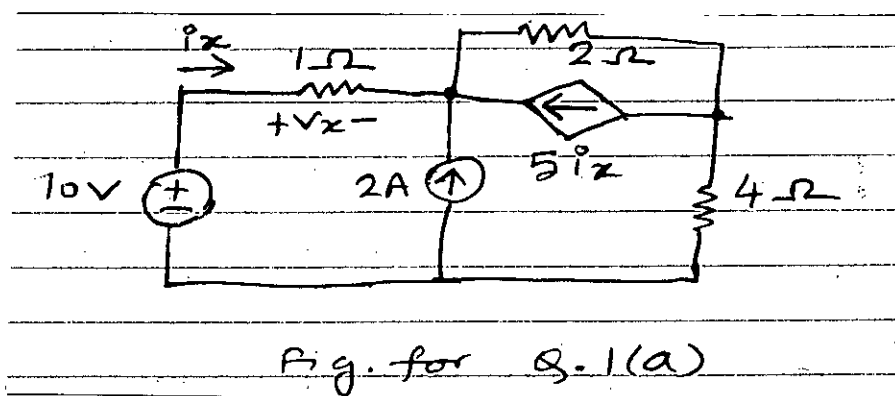 ix
1Ω
2Ω
+Vx-
5ix
10V
+
-
2A
4Ω
Fig. for Q.1(a)